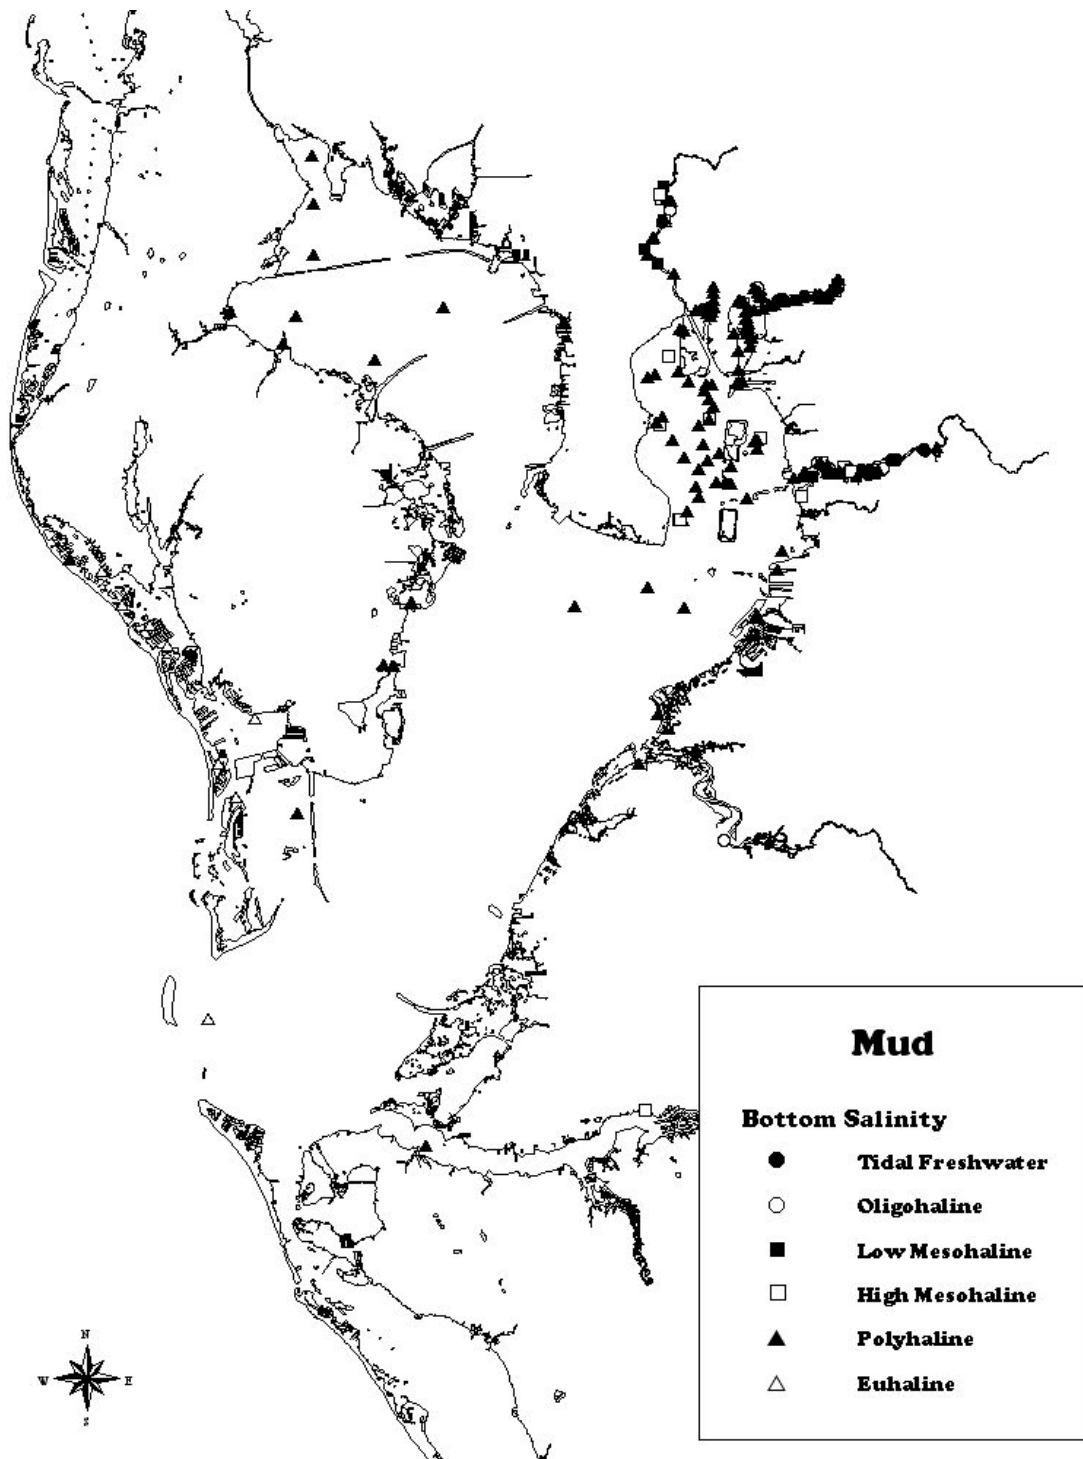 Mud
Bottom Salinity
Tidal Freshwater
Oligohaline
Low Mesohaline
High Mesohaline
Polyhaline
Euhaline
N
W E
S